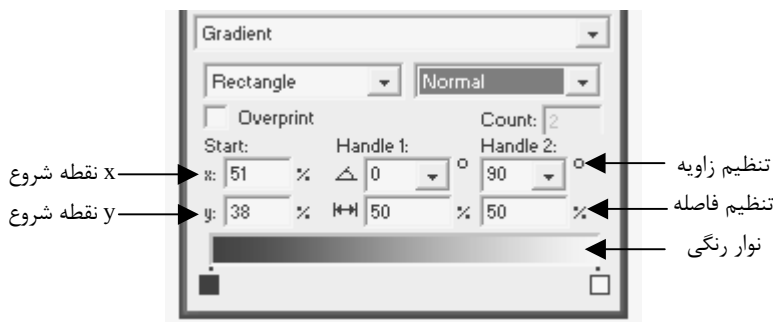 Gradient
Rectangle Normal
Overprint Count: 2
Start: Handle 1: Handle 2:
x نقطه شروع x: 51 % 0 ° 90 ° تنظیم زاویه
y نقطه شروع y: 38 % 50 % 50 % تنظیم فاصله
نوار رنگی